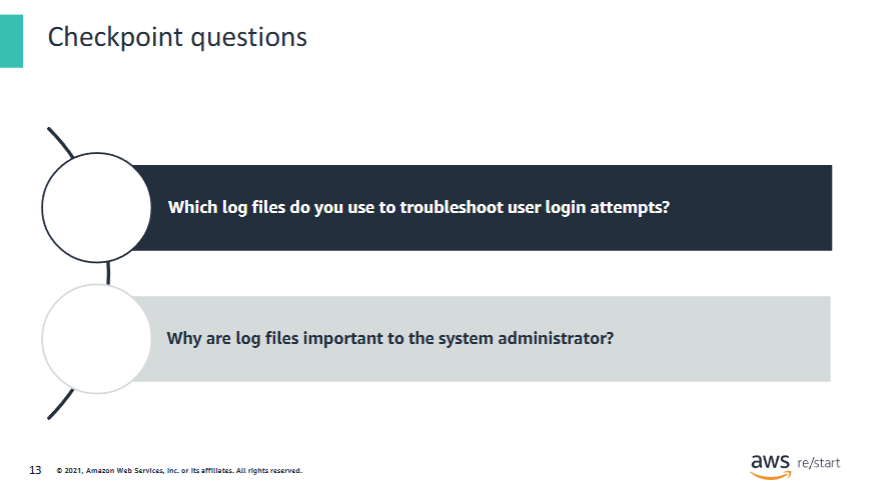 Checkpoint questions
Which log files do you use to troubleshoot user login attempts?
Why are log files important to the system administrator?
13 © 2021, Amazon Web Services, Inc. or its affiliates. All rights reserved.
aws re/start